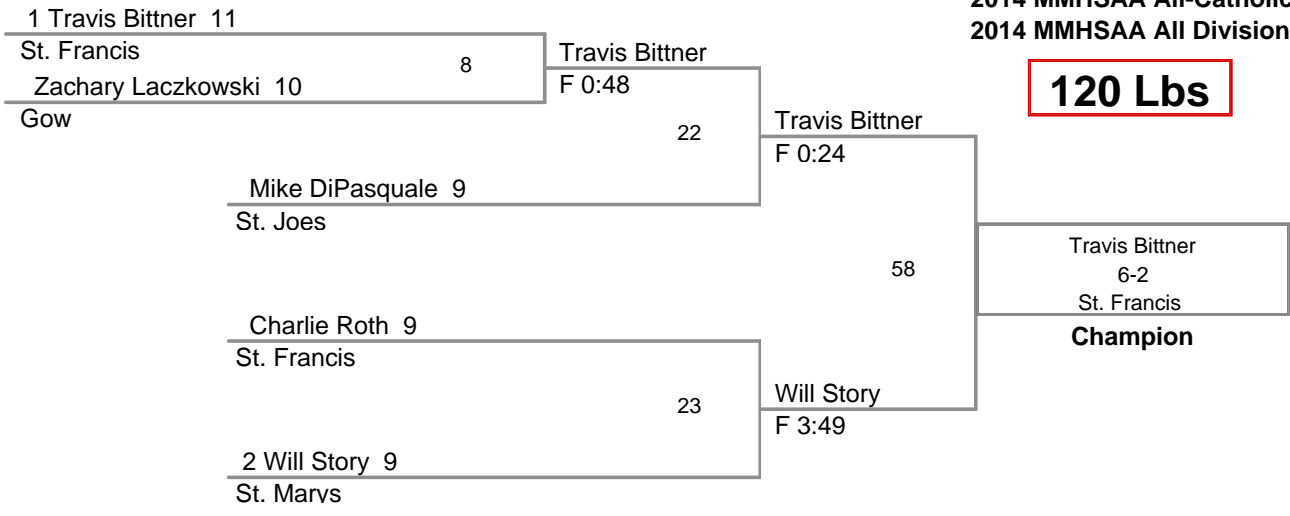 2014 MMHSAA All-Catholic
2014 MMHSAA All Division
120 Lbs
1 Travis Bittner 11
St. Francis
8
Zachary Laczkowski 10
Gow
Travis Bittner
F 0:48
22
Mike DiPasquale 9
St. Joes
Travis Bittner
F 0:24
58
Charlie Roth 9
St. Francis
23
2 Will Story 9
St. Marys
Will Story
F 3:49
Travis Bittner
6-2
St. Francis
Champion